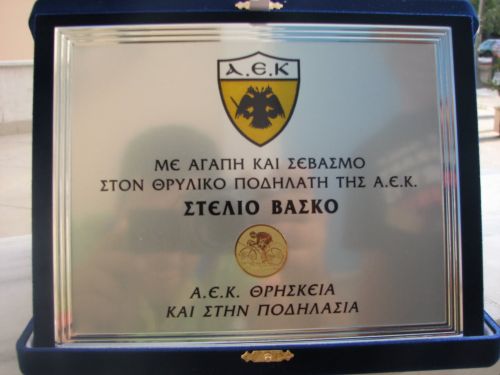 Α.Ε.Κ
ΜΕ ΑΓΑΠΗ ΚΑΙ ΣΕΒΑΣΜΟ
ΣΤΟΝ ΘΡΥΛΙΚΟ ΠΟΔΗΛΑΤΗ ΤΗΣ Α.Ε.Κ.
ΣΤΕΛΙΟ ΒΑΣΚΟ
Α.Ε.Κ. ΘΡΗΣΚΕΙΑ
ΚΑΙ ΣΤΗΝ ΠΟΔΗΛΑΣΙΑ